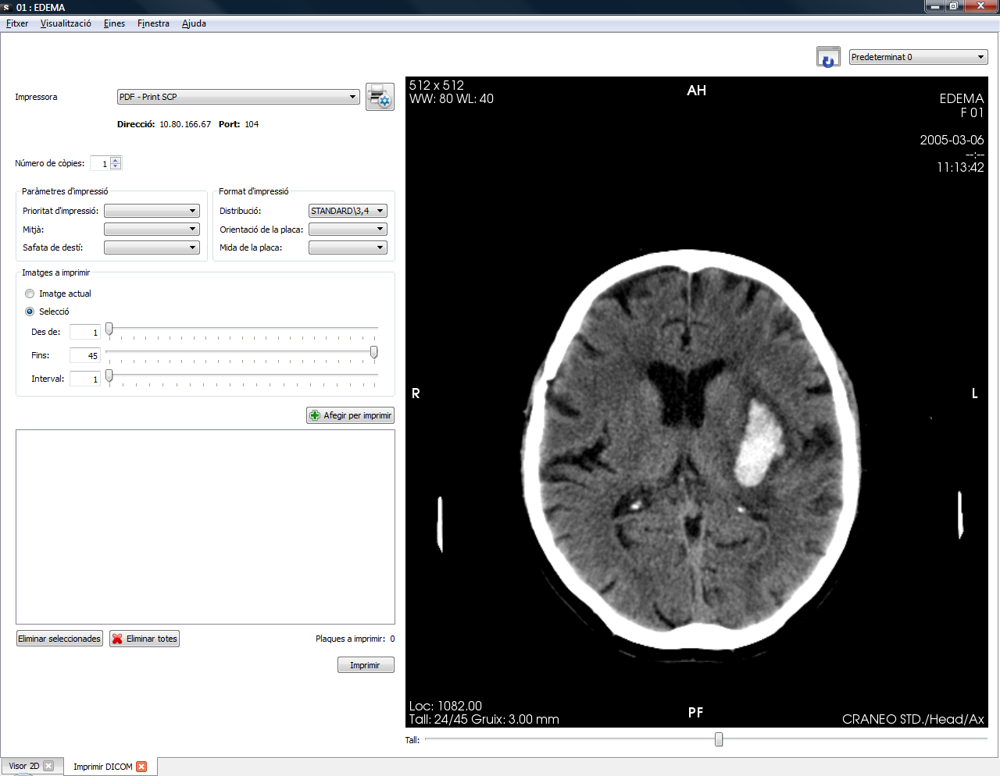 S 01 : EDEMA
Fitxer Visualització Eines Finestra Ajuda
Predeterminat 0
Impressora PDF - Print SCP
Direcció: 10.80.166.67 Port: 104
Número de còpies: 1
Paràmetres d'impressió
Prioritat d'impressió:
Mitjà:
Safata de destí:
Format d'impressió
Distribució: STANDARD\3,4
Orientació de la placa:
Mida de la placa:
Imatges a imprimir
Imatge actual
Selecció
Des de: 1
Fins: 45
Interval: 1
Afegir per imprimir
Eliminar seleccionades Eliminar totes Plaques a imprimir: 0
Imprimir
512 x 512
WW: 80 WL: 40
AH
EDEMA
F 01
2005-03-06
--:--
11:13:42
R
L
Loc: 1082.00
Tall: 24/45 Gruix: 3.00 mm
PF
CRANEO STD./Head/Ax
Tall:
Visor 2D Imprimir DICOM